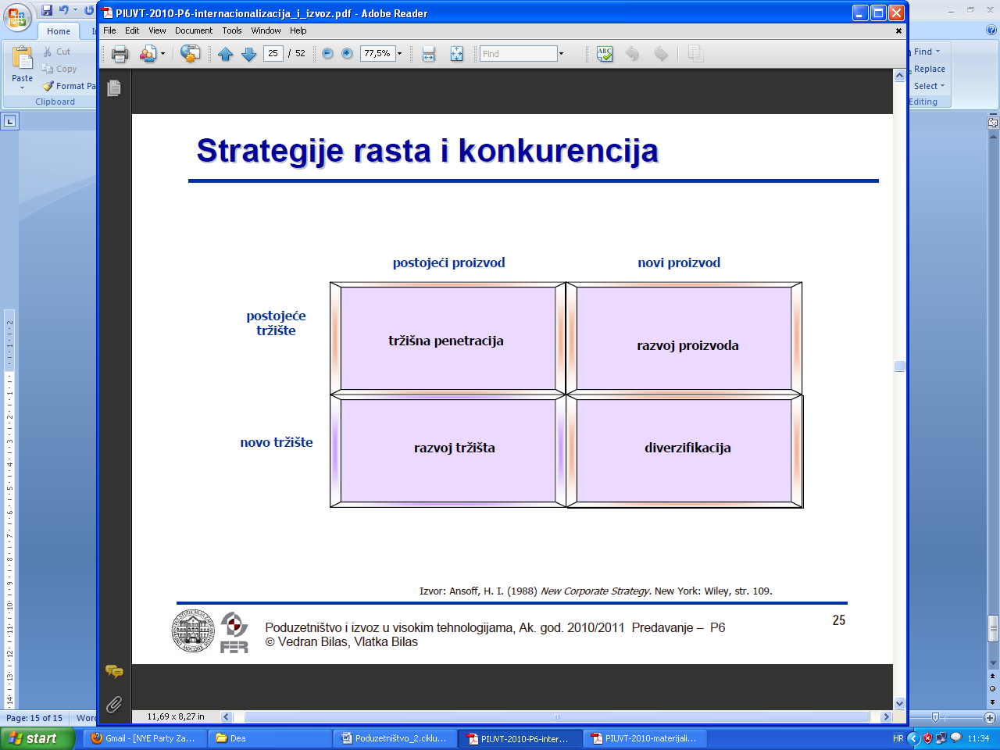 PIUVT-2010-P6-internacionalizacija_i_izvoz.pdf - Adobe Reader
Home
File Edit View Document Tools Window Help
Cut
Copy
Format Pa
Paste
Clipboard
25 / 52
77,5%
Find
Find
Replace
Select
Editing
Strategije rasta i konkurencija
postojeći proizvod
novi proizvod
postojeće
tržište
tržišna penetracija
razvoj proizvoda
novo tržište
razvoj tržišta
diverzifikacija
Izvor: Ansoff, H. I. (1988) New Corporate Strategy. New York: Wiley, str. 109.
25
FER
Poduzetništvo i izvoz u visokim tehnologijama, Ak. god. 2010/2011 Predavanje – P6
© Vedran Bilas, Vlatka Bilas
11,69 x 8,27 in
Page: 15 of 15
Word
start
Gmail - [NYE Party Za...
Dea
Poduzetništvo_2.ciklu...
PIUVT-2010-P6-inter...
PIUVT-2010-materijali...
HR
11:34